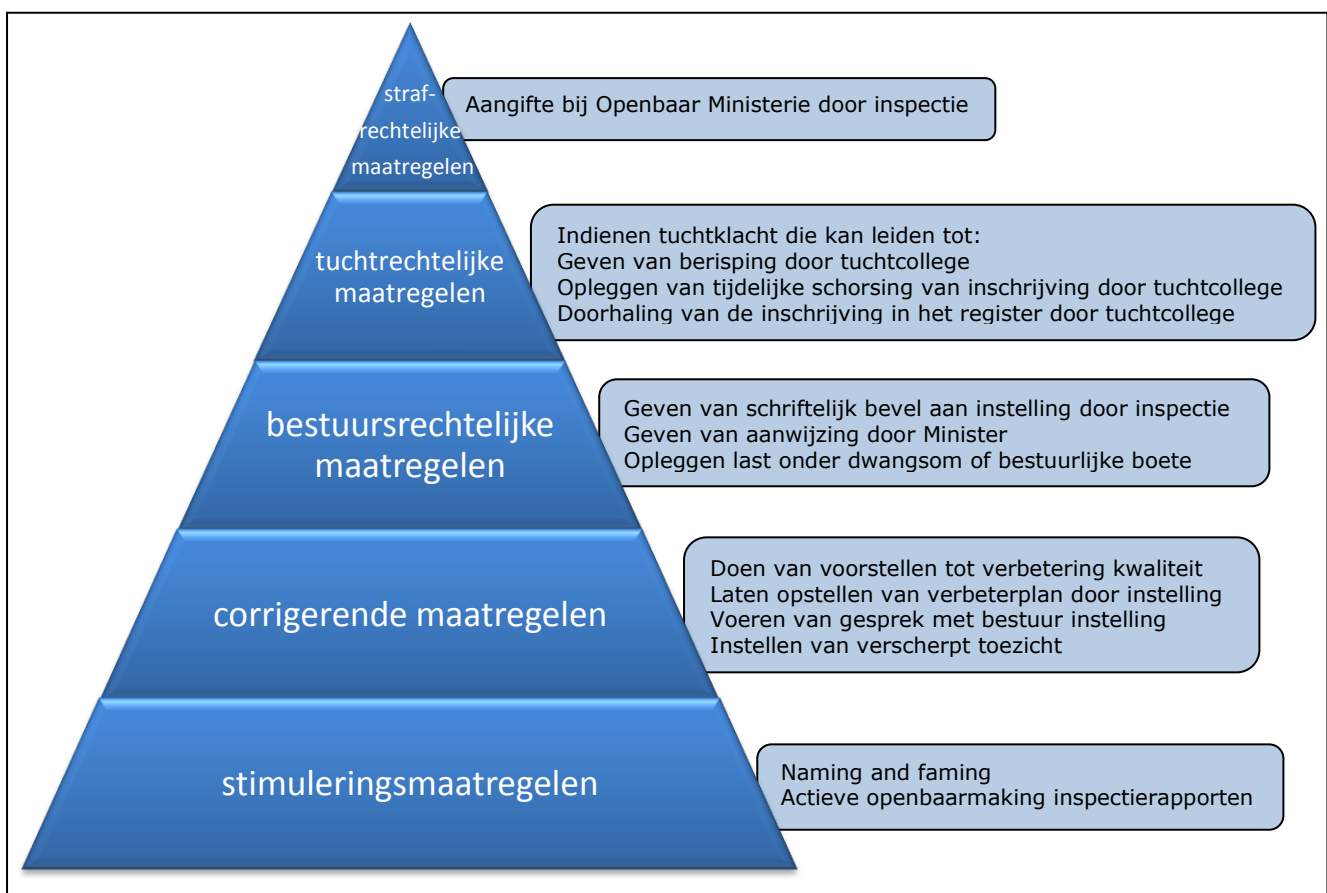 straf-
rechtelijke
maatregelen
Aangifte bij Openbaar Ministerie door inspectie
tuchtrechtelijke
maatregelen
Indienen tuchtklacht die kan leiden tot:
Geven van berisping door tuchtcollege
Opleggen van tijdelijke schorsing van inschrijving door tuchtcollege
Doorhaling van de inschrijving in het register door tuchtcollege
bestuursrechtelijke
maatregelen
Geven van schriftelijk bevel aan instelling door inspectie
Geven van aanwijzing door Minister
Opleggen last onder dwangsom of bestuurlijke boete
corrigerende maatregelen
Doen van voorstellen tot verbetering kwaliteit
Laten opstellen van verbeterplan door instelling
Voeren van gesprek met bestuur instelling
Instellen van verscherpt toezicht
stimuleringsmaatregelen
Naming and faming
Actieve openbaarmaking inspectierapporten